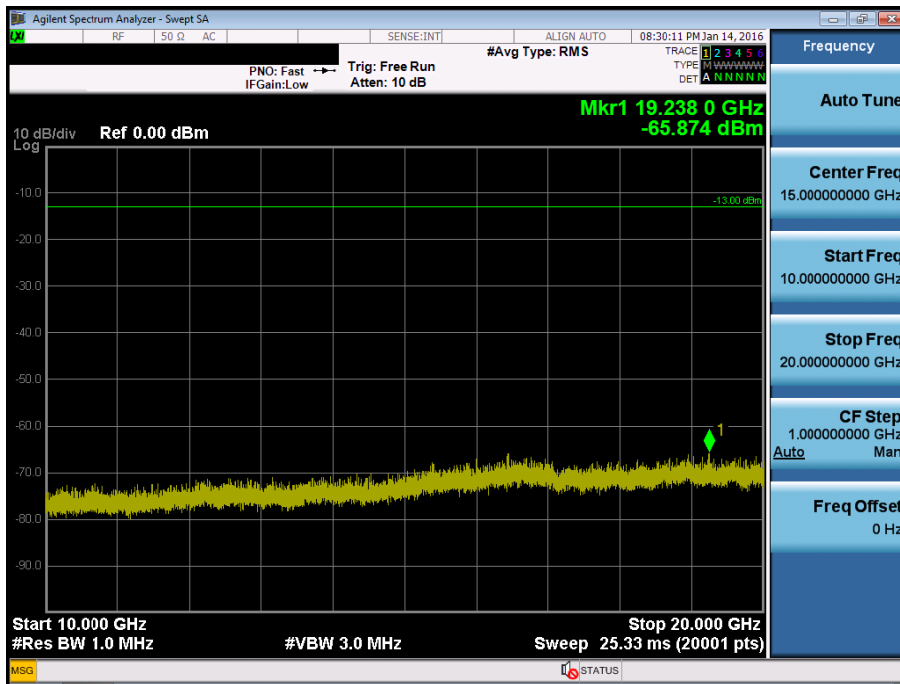 Agilent Spectrum Analyzer - Swept SA
LXI RF 50 Ω AC SENSE:INT ALIGN AUTO 08:30:11 PM Jan 14, 2016
#Avg Type: RMS
TRACE 1 2 3 4 5 6
TYPE M WWWWW
DET A N N N N N
PNO: Fast Trig: Free Run
IFGain:Low Atten: 10 dB
Mkr1 19.238 0 GHz
-65.874 dBm
10 dB/div Ref 0.00 dBm
Log
-10.0
-13.00 dBm
-20.0
-30.0
-40.0
-50.0
-60.0
1
-70.0
-80.0
-90.0
Start 10.000 GHz Stop 20.000 GHz
#Res BW 1.0 MHz #VBW 3.0 MHz Sweep 25.33 ms (20001 pts)
MSG STATUS
Frequency
Auto Tune
Center Freq
15.000000000 GHz
Start Freq
10.000000000 GHz
Stop Freq
20.000000000 GHz
CF Step
1.000000000 GHz
Auto Man
Freq Offset
0 Hz